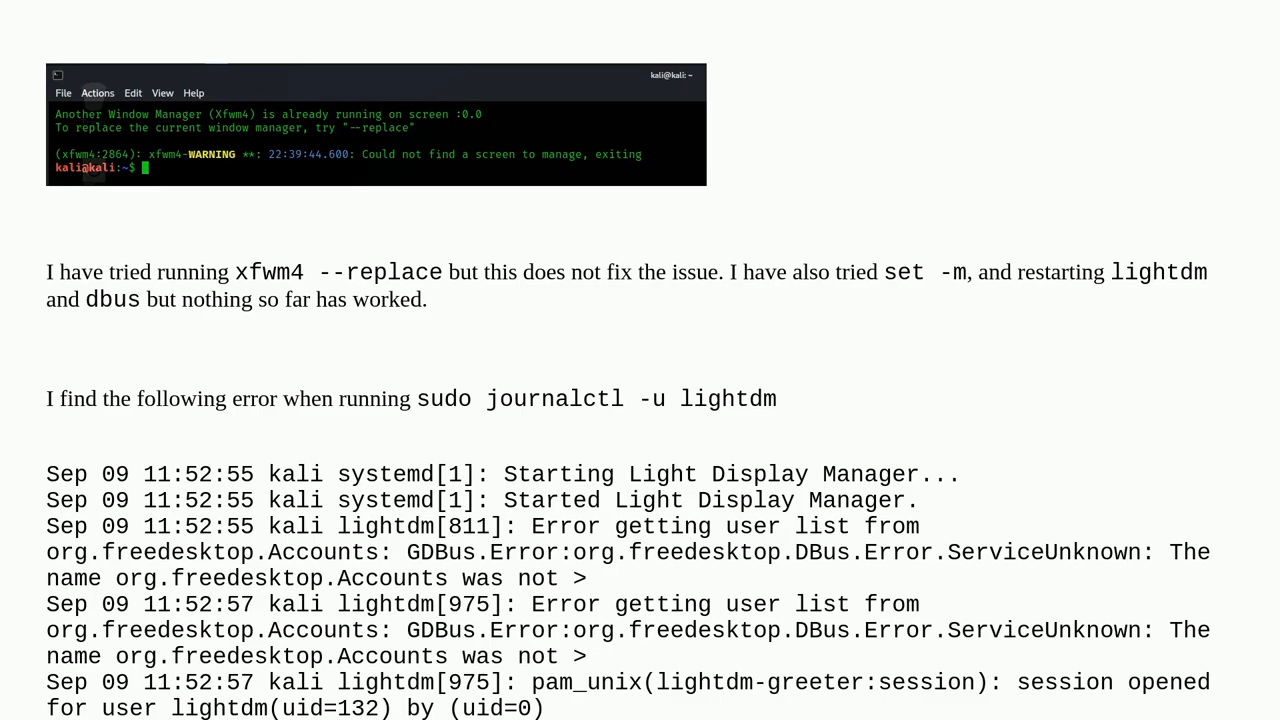 kali@kali: ~
File Actions Edit View Help
Another Window Manager (Xfwm4) is already running on screen :0.0
To replace the current window manager, try "--replace"
(xfwm4:2864): xfwm4-WARNING **: 22:39:44.600: Could not find a screen to manage, exiting
kali@kali:~$
I have tried running xfwm4 --replace but this does not fix the issue. I have also tried set -m, and restarting lightdm
and dbus but nothing so far has worked.
I find the following error when running sudo journalctl -u lightdm
Sep 09 11:52:55 kali systemd[1]: Starting Light Display Manager...
Sep 09 11:52:55 kali systemd[1]: Started Light Display Manager.
Sep 09 11:52:55 kali lightdm[811]: Error getting user list from
org.freedesktop.Accounts: GDBus.Error:org.freedesktop.DBus.Error.ServiceUnknown: The
name org.freedesktop.Accounts was not >
Sep 09 11:52:57 kali lightdm[975]: Error getting user list from
org.freedesktop.Accounts: GDBus.Error:org.freedesktop.DBus.Error.ServiceUnknown: The
name org.freedesktop.Accounts was not >
Sep 09 11:52:57 kali lightdm[975]: pam_unix(lightdm-greeter:session): session opened
for user lightdm(uid=132) by (uid=0)